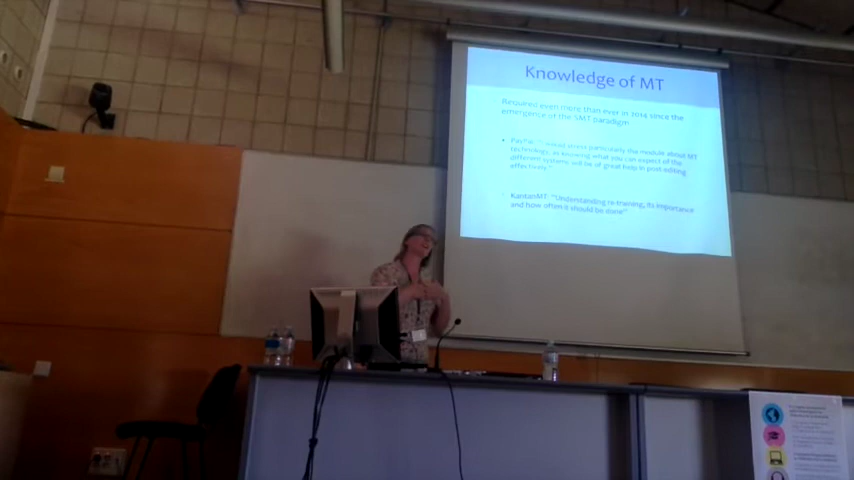 Knowledge of MT
Required even more than ever in 2014 since the
emergence of the SMT paradigm
• PayPal: "I would stress particularly the module about MT
technology, as knowing what you can expect of the
different systems will be of great help in post-editing
effectively."
KantanMT: "Understanding re-training, its importance
and how often it should be done"